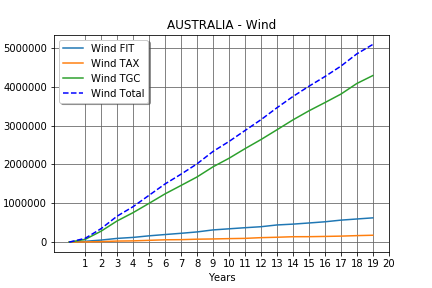 AUSTRALIA - Wind
Wind FIT
Wind TAX
Wind TGC
Wind Total
5000000
4000000
3000000
2000000
1000000
0
1 2 3 4 5 6 7 8 9 10 11 12 13 14 15 16 17 18 19 20
Years